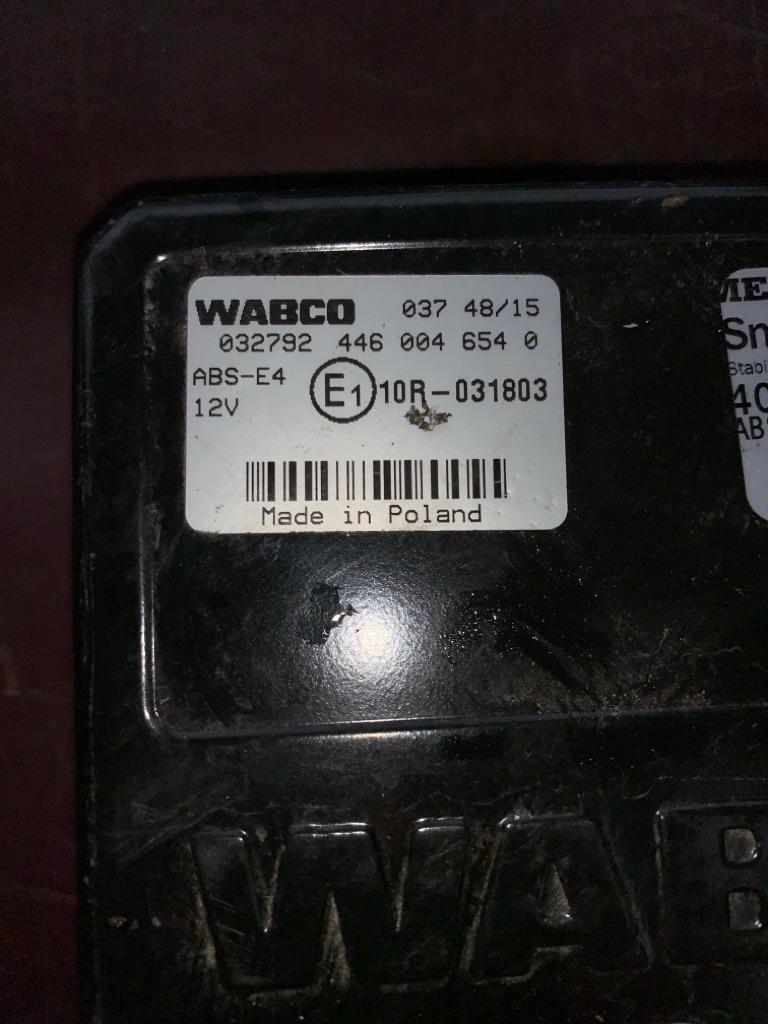 WABCO 037 48/15
032792 446 004 654 0
ABS-E4
12V
E1 10R-031803
Made in Poland